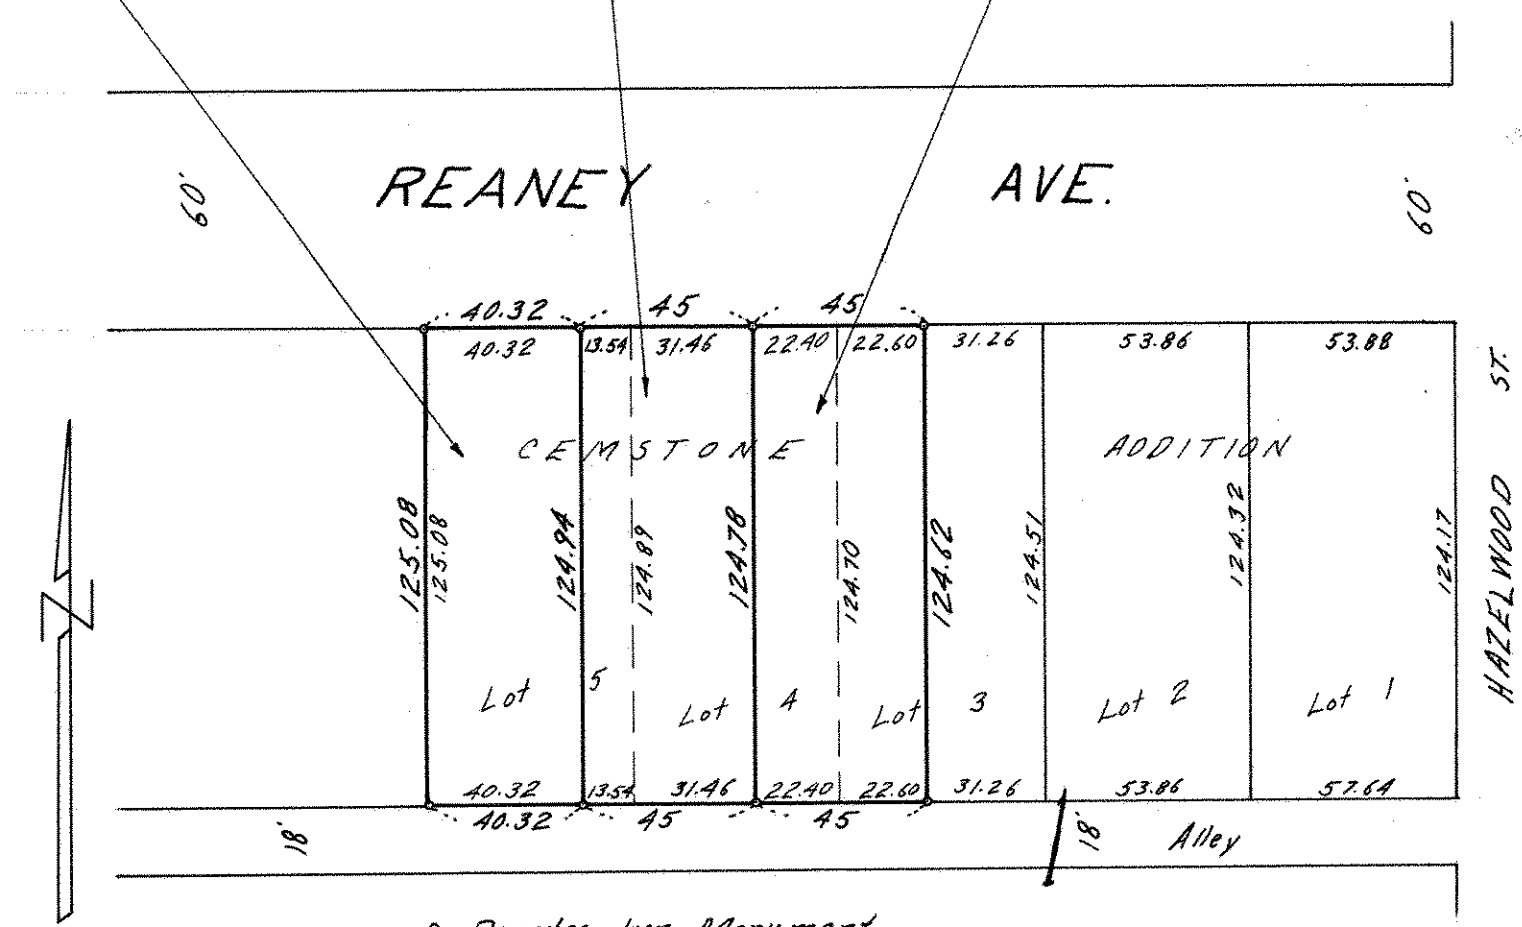 REANEY AVE.
60'
60'
40.32 45 45
40.32 13.54 31.46 22.40 22.60 31.26 53.86 53.88
HAZELWOOD ST.
CEMSTONE ADDITION
125.08 125.08 124.94 124.89 124.78 124.70 124.62 124.51 124.32 124.17
Z
Lot 5 Lot 4 Lot 3 Lot 2 Lot 1
40.32 13.54 31.46 22.40 22.60 31.26 53.86 57.64
40.32 45 45
18' 18' Alley
Iron Monument